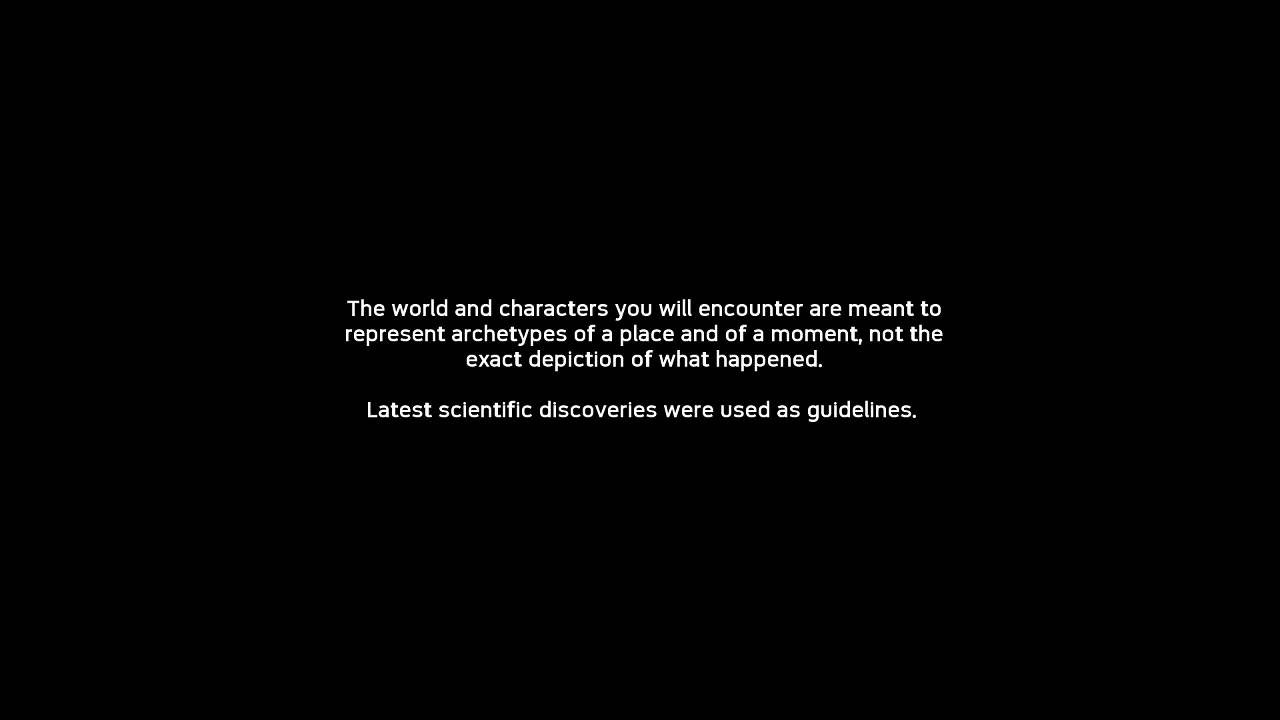 The world and characters you will encounter are meant to
represent archetypes of a place and of a moment, not the
exact depiction of what happened.
Latest scientific discoveries were used as guidelines.